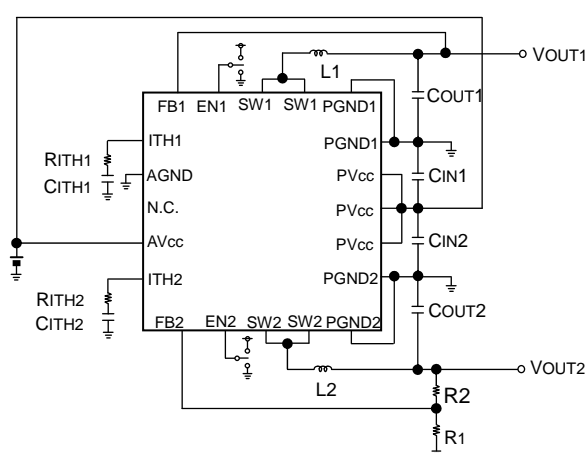 VOUT1
L1
COUT1
FB1 EN1 SW1 SW1 PGND1
ITH1
PGND1
RITH1
CITH1
AGND
PVcc
CIN1
N.C.
PVcc
AVcc
PVcc
CIN2
ITH2
PGND2
RITH2
CITH2
COUT2
FB2 EN2 SW2 SW2 PGND2
L2
VOUT2
R2
R1